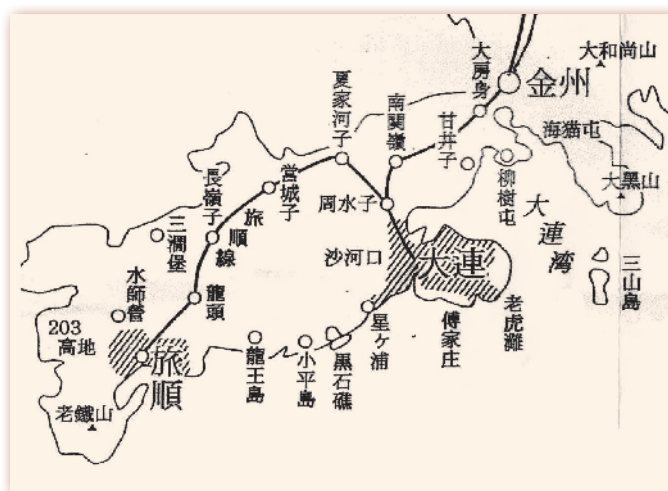 大和尚山
金州
大房身
夏家河子
南関嶺
甘井子
海猫屯
柳樹屯
大黒山
大連湾
三山島
長嶺子
営城子
旅順線
三澗堡
周水子
沙河口
大連
老虎灘
傅家庄
星ヶ浦
黒石礁
小平島
龍王島
龍頭
水師営
203
高地
旅順
老鐵山